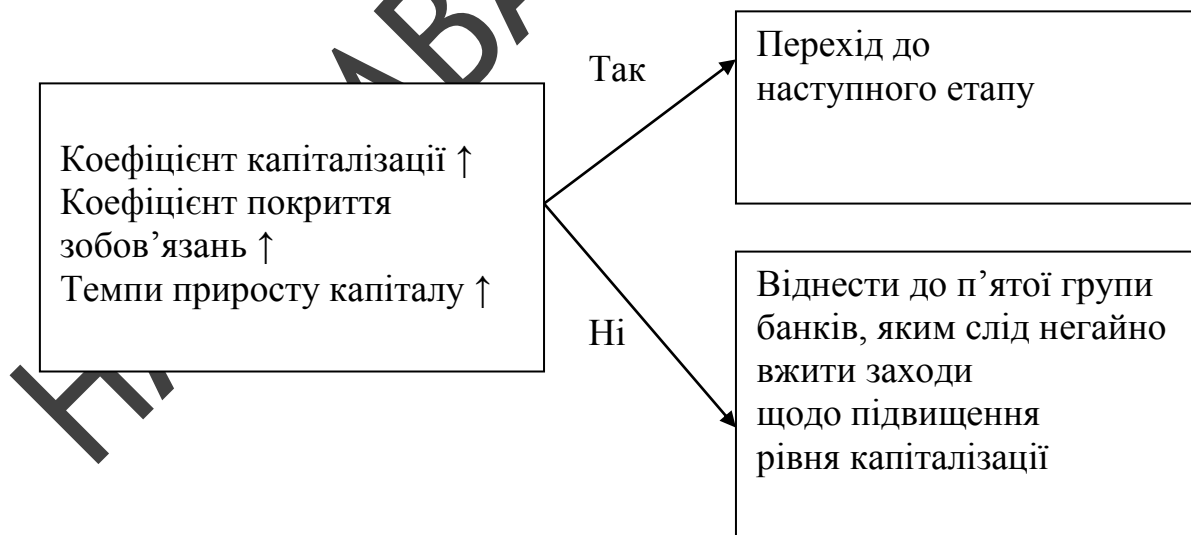 Коефіцієнт капіталізації ↑
Коефіцієнт покриття
зобов’язань ↑
Темпи приросту капіталу ↑
Так
Перехід до
наступного етапу
Ні
Віднести до п’ятої групи
банків, яким слід негайно
вжити заходи
щодо підвищення
рівня капіталізації